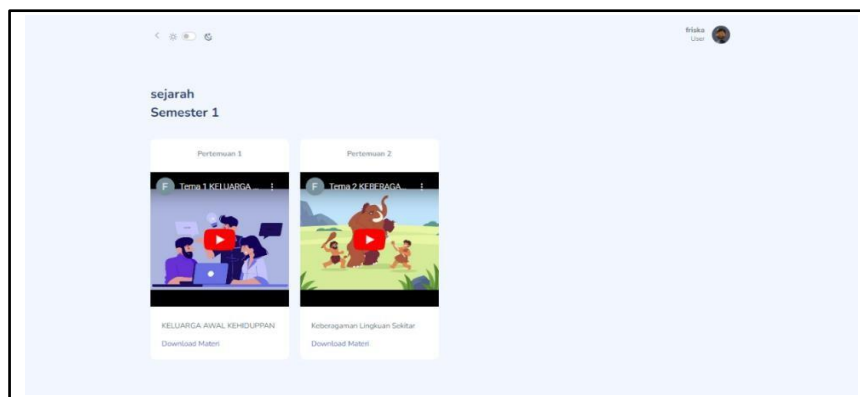 friska
User
sejarah
Semester 1
Pertemuan 1
Pertemuan 2
F Tema 1 KELUARGA ...
F Tema 2 KEBERAGA...
KELUARGA AWAL KEHIDUPPAN
Keberagaman Lingkuan Sekitar
Download Materi
Download Materi